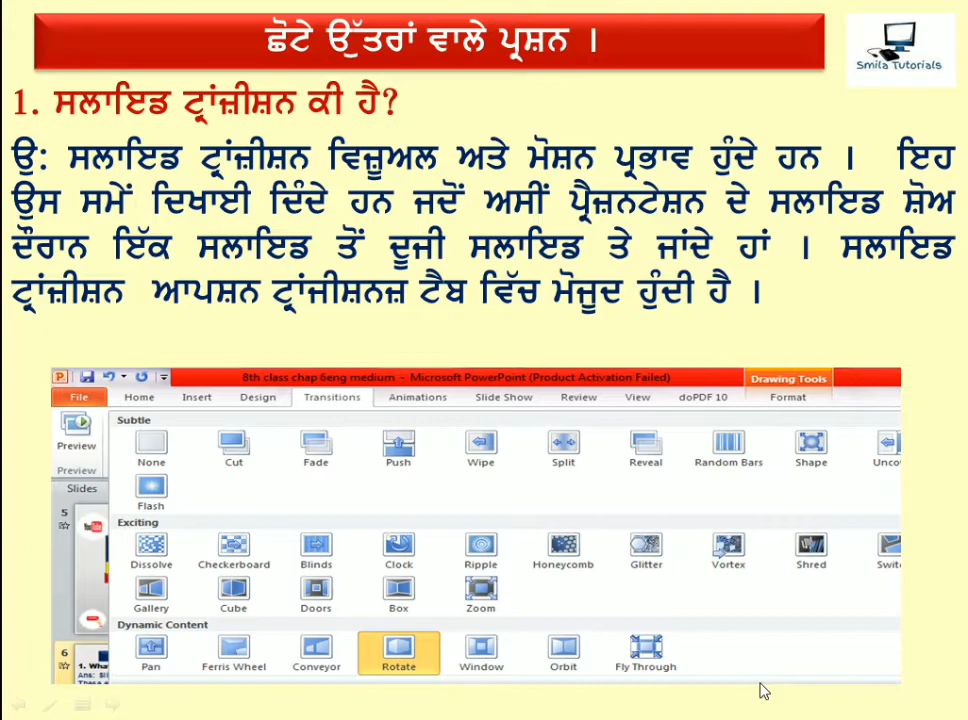 ਛੋਟੇ ਉੱਤਰਾਂ ਵਾਲੇ ਪ੍ਰਸ਼ਨ ।
Smila Tutorials
1. ਸਲਾਇਡ ਟ੍ਰਾਂਜ਼ੀਸ਼ਨ ਕੀ ਹੈ?
ਉ: ਸਲਾਇਡ ਟ੍ਰਾਂਜ਼ੀਸ਼ਨ ਵਿਜ਼ੂਅਲ ਅਤੇ ਮੋਸ਼ਨ ਪ੍ਰਭਾਵ ਹੁੰਦੇ ਹਨ । ਇਹ
ਉਸ ਸਮੇਂ ਦਿਖਾਈ ਦਿੰਦੇ ਹਨ ਜਦੋਂ ਅਸੀਂ ਪ੍ਰੈਜ਼ਨਟੇਸ਼ਨ ਦੇ ਸਲਾਇਡ ਸ਼ੋਅ
ਦੌਰਾਨ ਇੱਕ ਸਲਾਇਡ ਤੋਂ ਦੂਜੀ ਸਲਾਇਡ ਤੇ ਜਾਂਦੇ ਹਾਂ । ਸਲਾਇਡ
ਟ੍ਰਾਂਜ਼ੀਸ਼ਨ ਆਪਸ਼ਨ ਟ੍ਰਾਂਜੀਸ਼ਨਜ਼ ਟੈਬ ਵਿੱਚ ਮੋਜੂਦ ਹੁੰਦੀ ਹੈ ।
8th class chap 6eng medium - Microsoft PowerPoint (Product Activation Failed) Drawing Tools
File Home Insert Design Transitions Animations Slide Show Review View doPDF 10 Format
Subtle
Preview None Cut Fade Push Wipe Split Reveal Random Bars Shape
Preview
Slides
Flash
5
Exciting
Dissolve Checkerboard Blinds Clock Ripple Honeycomb Glitter Vortex Shred
Gallery Cube Doors Box Zoom
Dynamic Content
6
1. Wha
Pan Ferris Wheel Conveyor Rotate Window Orbit Fly Through